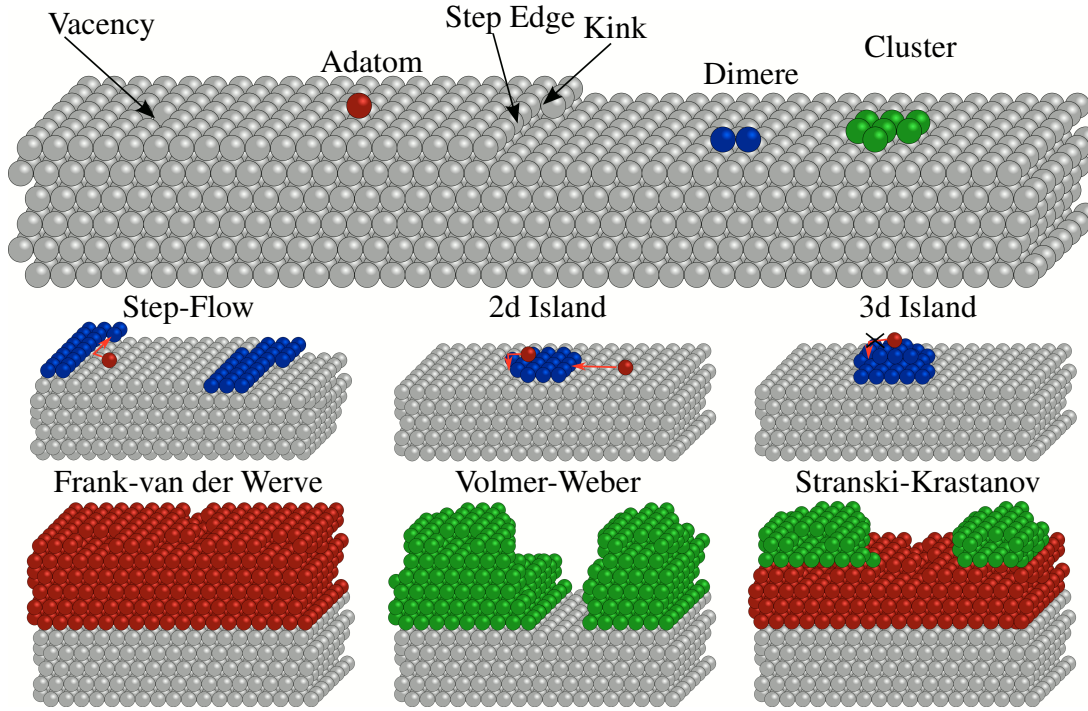 Vacency
Step Edge
Kink
Adatom
Dimere
Cluster
Step-Flow
2d Island
3d Island
Frank-van der Werve
Volmer-Weber
Stranski-Krastanov